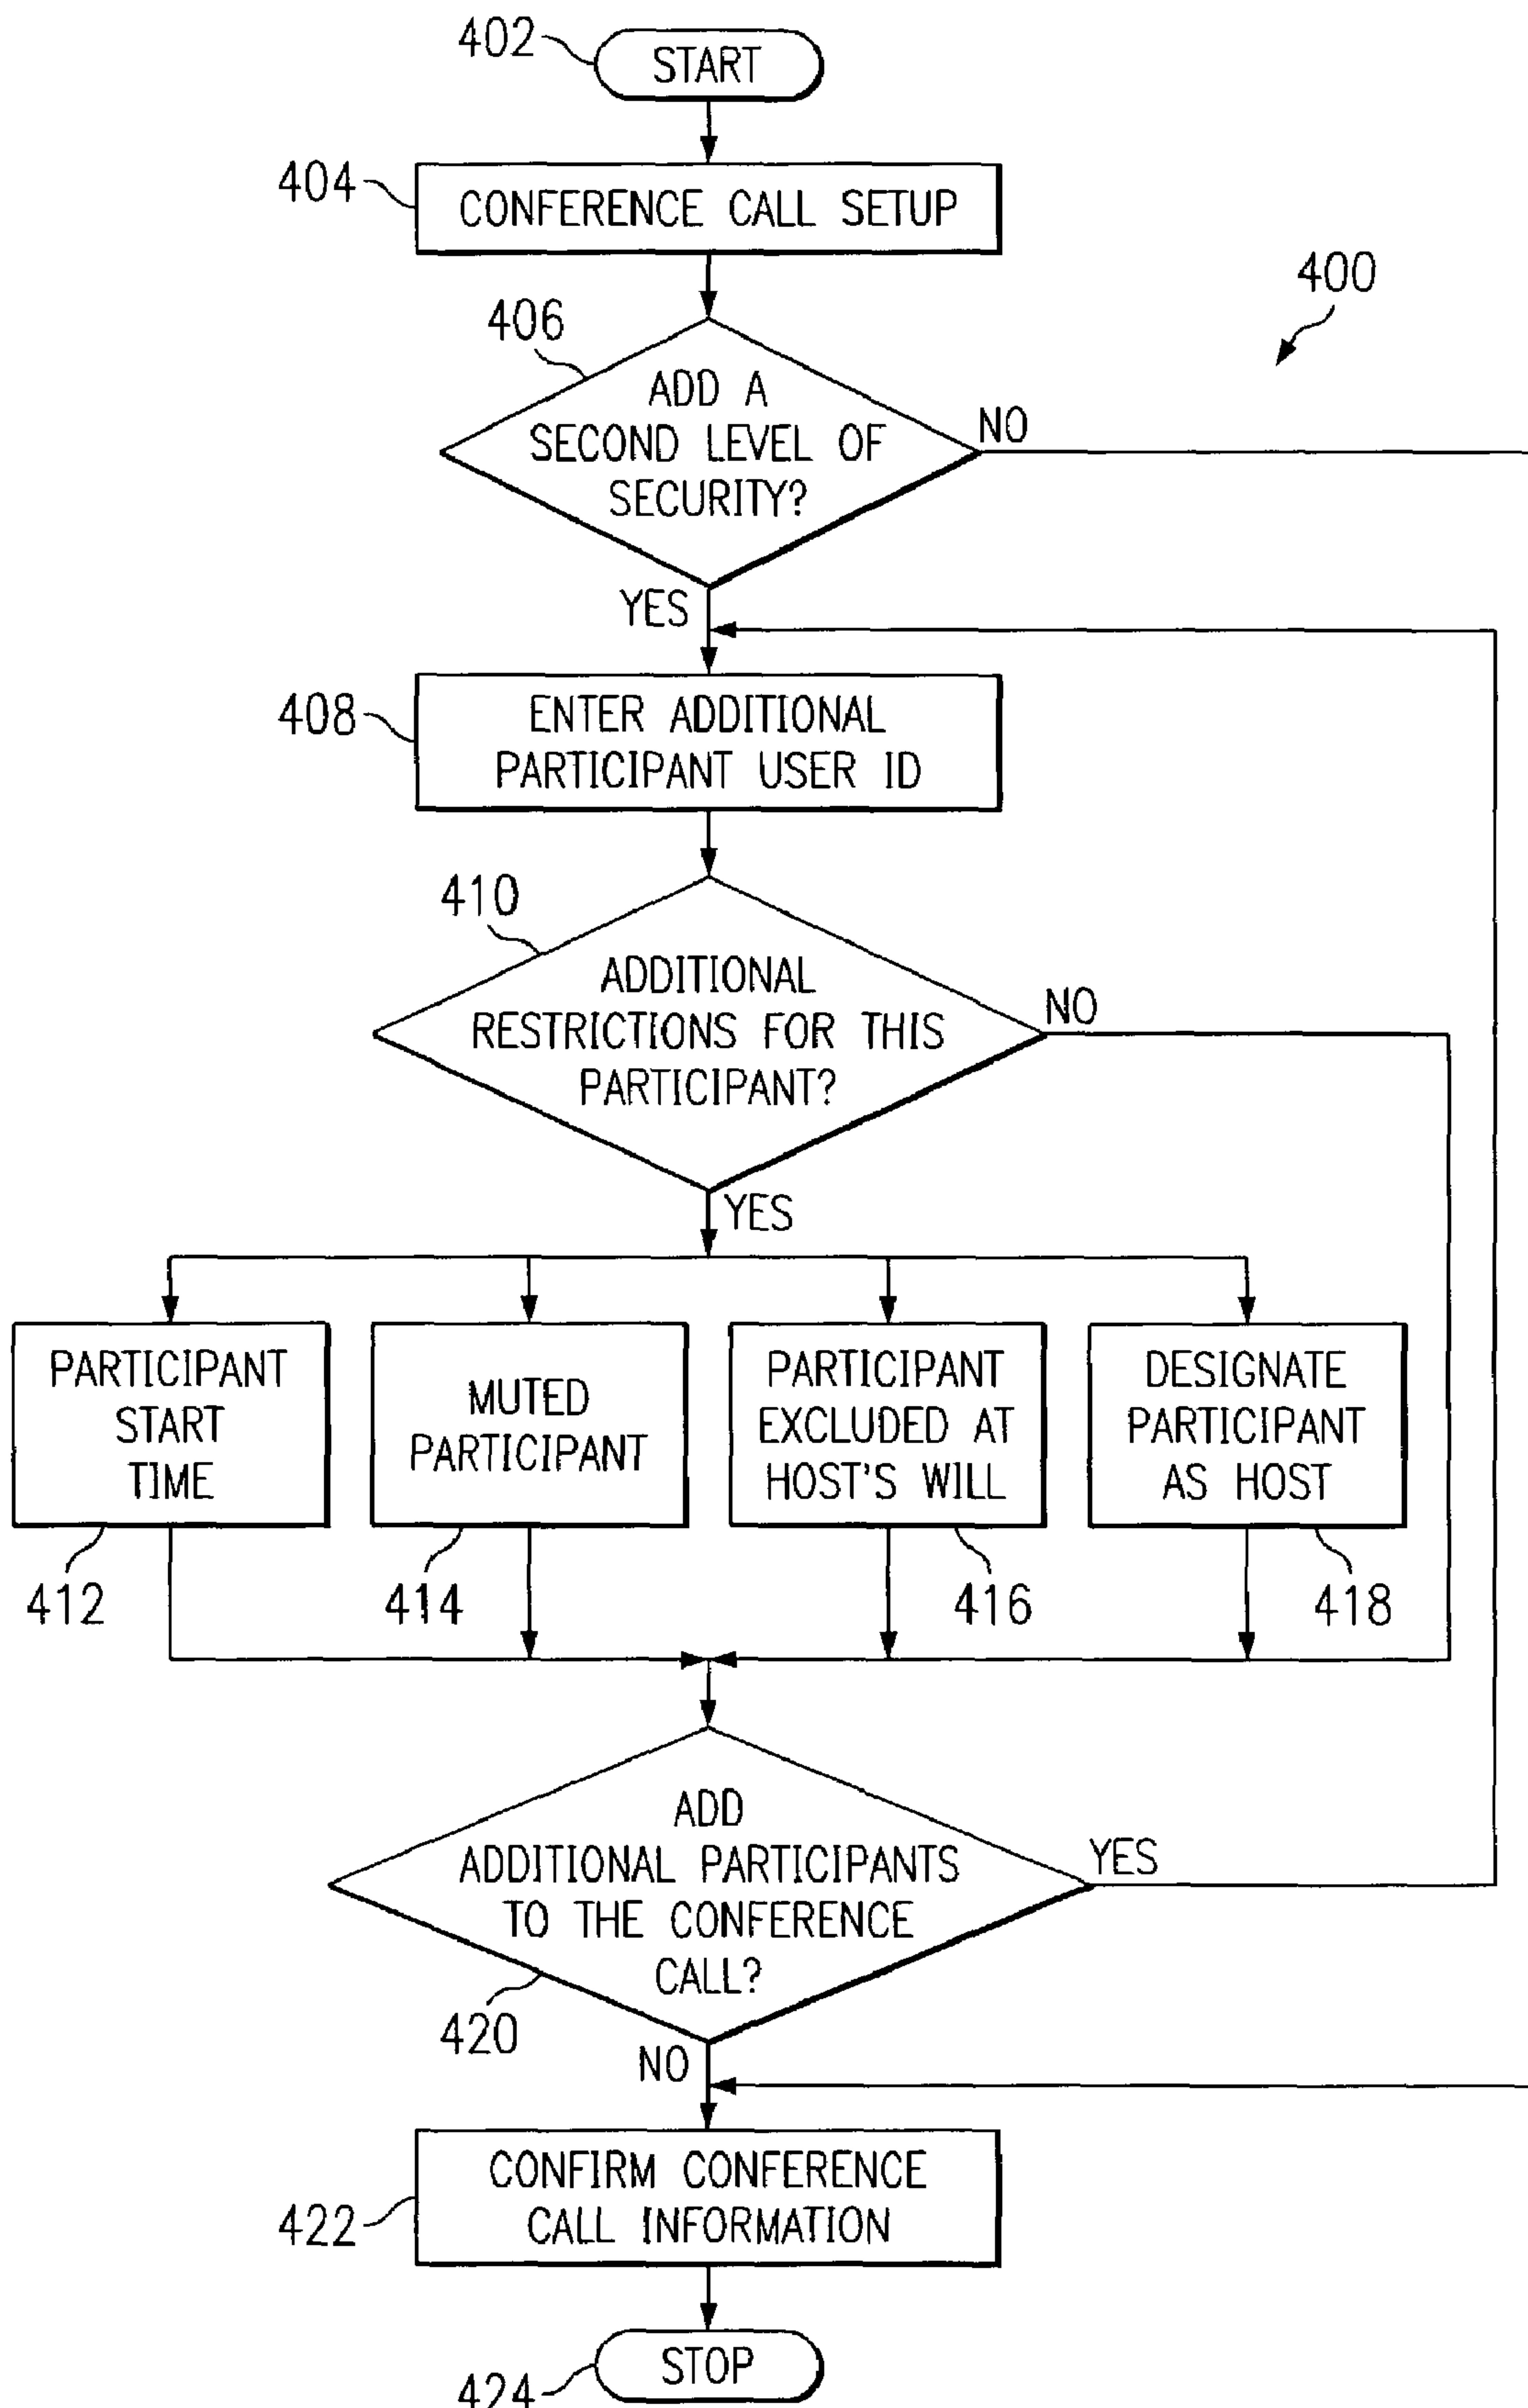 402
START
404
CONFERENCE CALL SETUP
400
406
ADD A
SECOND LEVEL OF
SECURITY?
NO
YES
408
ENTER ADDITIONAL
PARTICIPANT USER ID
410
ADDITIONAL
RESTRICTIONS FOR THIS
PARTICIPANT?
NO
YES
PARTICIPANT
START
TIME
412
MUTED
PARTICIPANT
414
PARTICIPANT
EXCLUDED AT
HOST'S WILL
416
DESIGNATE
PARTICIPANT
AS HOST
418
ADD
ADDITIONAL PARTICIPANTS
TO THE CONFERENCE
CALL?
YES
420
NO
422
CONFIRM CONFERENCE
CALL INFORMATION
STOP
424